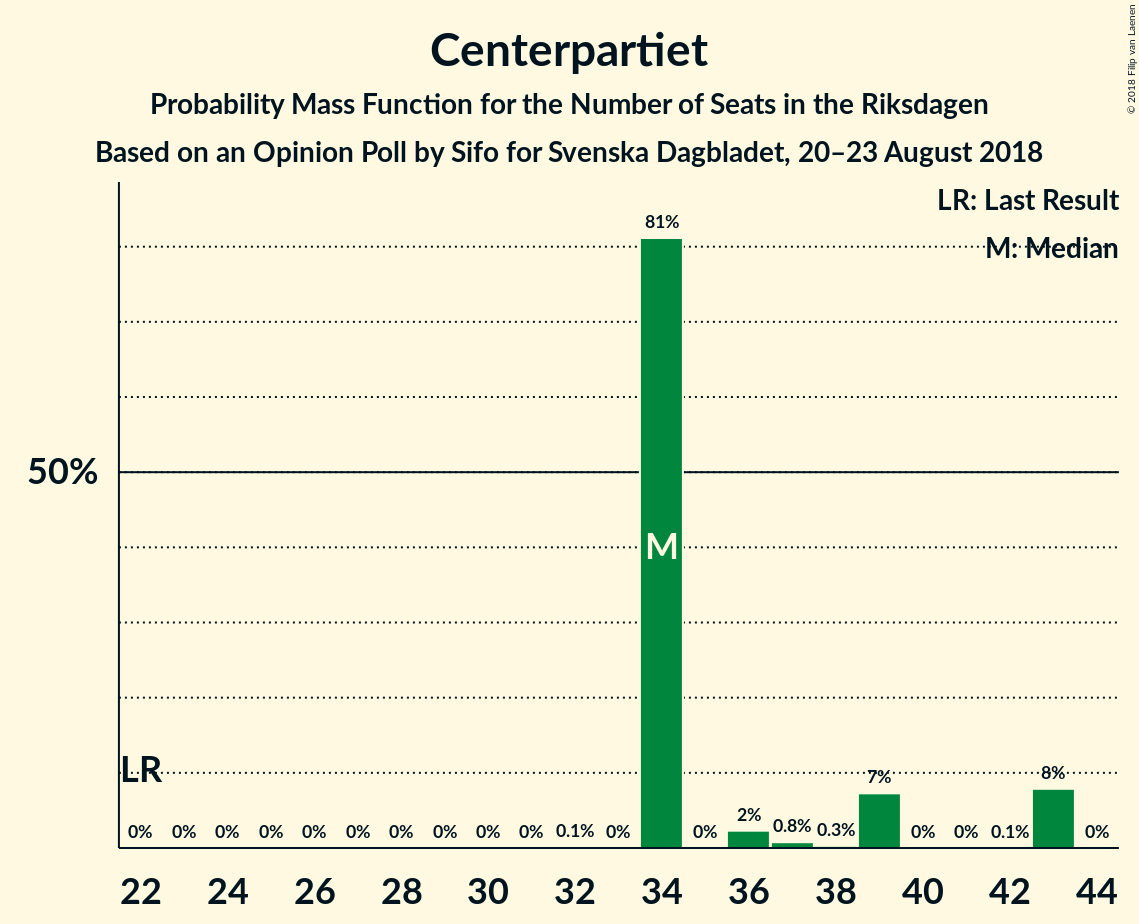 Centerpartiet
Probability Mass Function for the Number of Seats in the Riksdagen
Based on an Opinion Poll by Sifo for Svenska Dagbladet, 20–23 August 2018
© 2018 Filip van Laenen
LR: Last Result
M: Median
81%
50%
M
LR
0% 0% 0% 0% 0% 0% 0% 0% 0% 0% 0.1% 0% 0% 2% 0.8% 0.3% 7% 0% 0% 0.1% 8% 0%
22 24 26 28 30 32 34 36 38 40 42 44